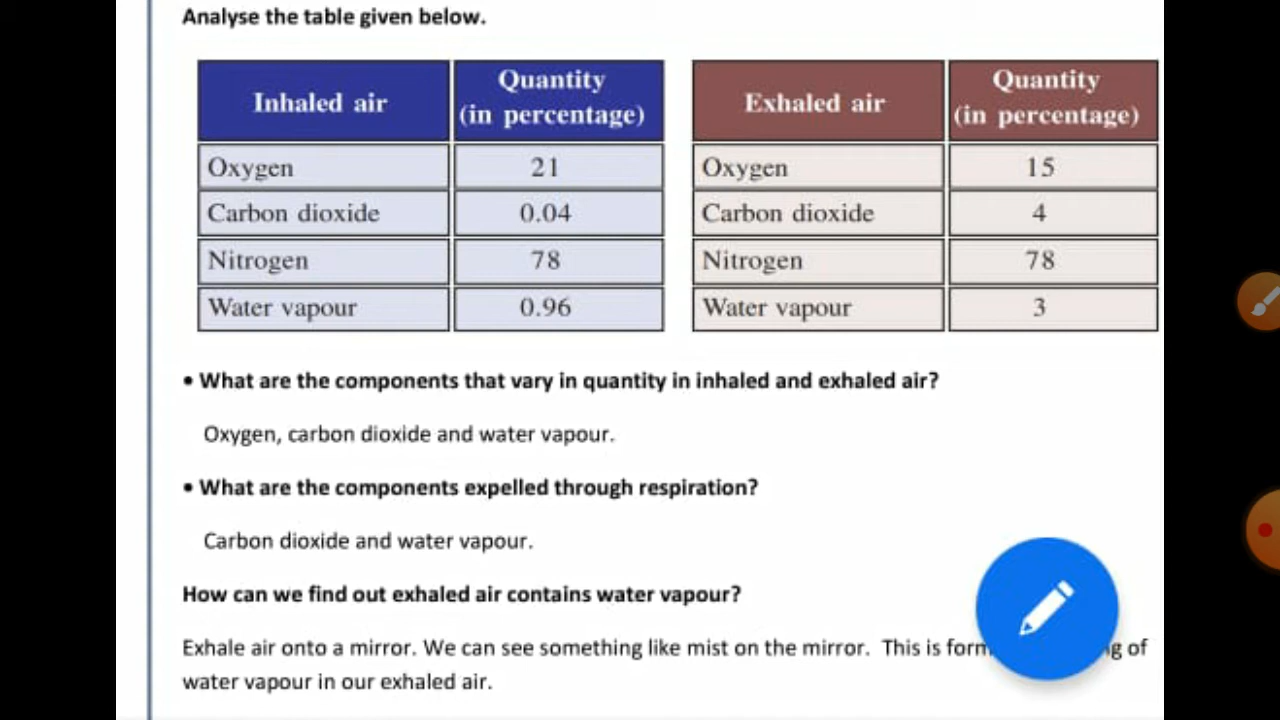 Analyse the table given below.
Inhaled air Quantity (in percentage) Exhaled air Quantity (in percentage)
Oxygen 21 Oxygen 15
Carbon dioxide 0.04 Carbon dioxide 4
Nitrogen 78 Nitrogen 78
Water vapour 0.96 Water vapour 3
• What are the components that vary in quantity in inhaled and exhaled air?
Oxygen, carbon dioxide and water vapour.
• What are the components expelled through respiration?
Carbon dioxide and water vapour.
How can we find out exhaled air contains water vapour?
Exhale air onto a mirror. We can see something like mist on the mirror. This is of
water vapour in our exhaled air.